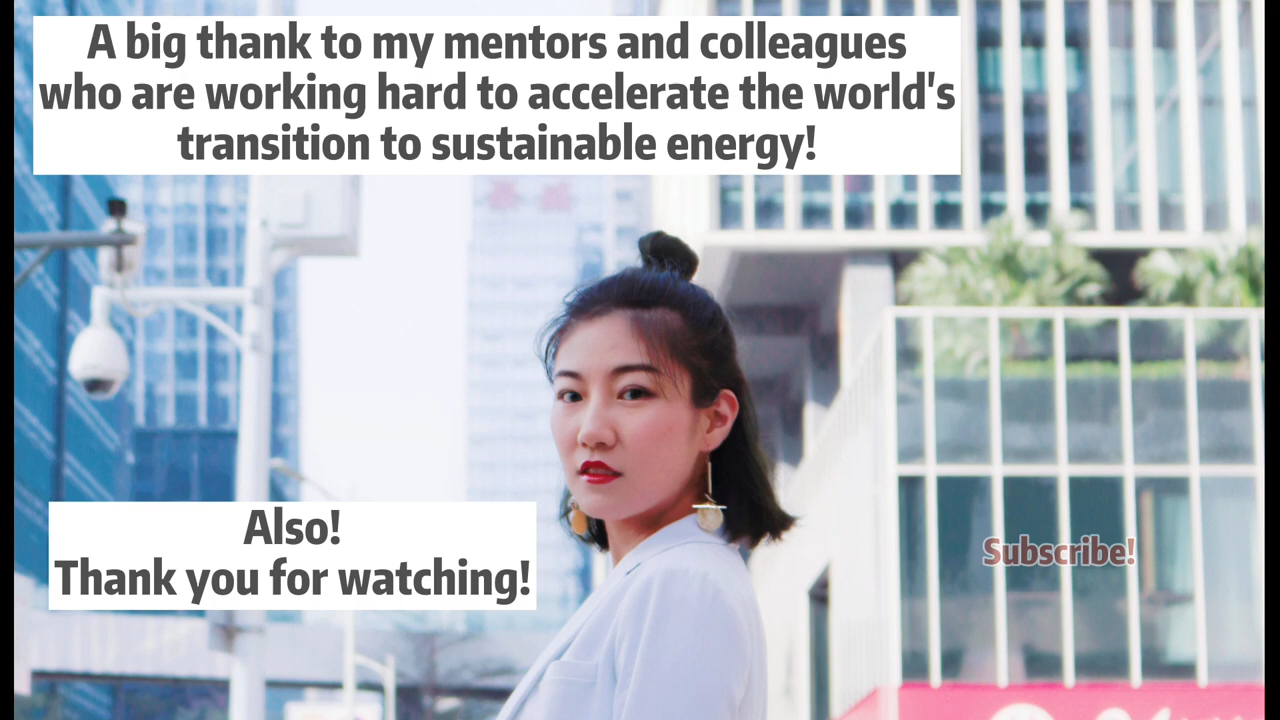 A big thank to my mentors and colleagues
who are working hard to accelerate the world's
transition to sustainable energy!
Also!
Thank you for watching!
Subscribe!